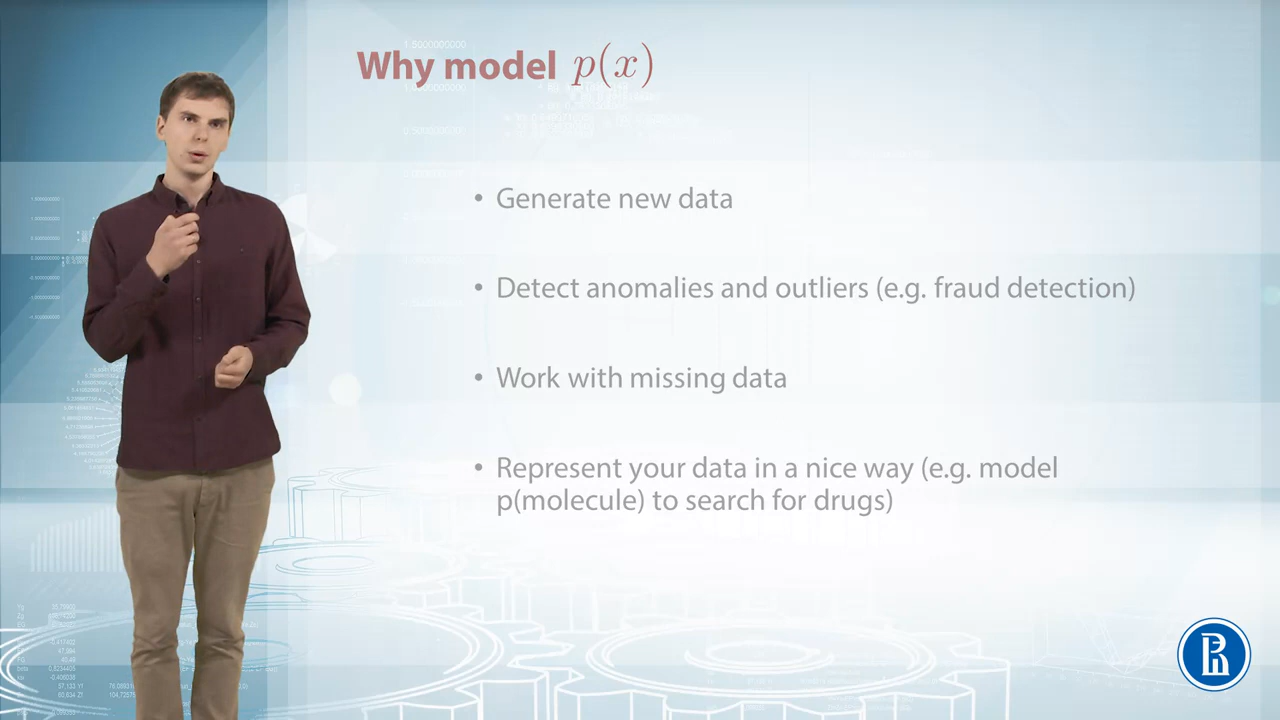 Why model p(x)
• Generate new data
• Detect anomalies and outliers (e.g. fraud detection)
• Work with missing data
• Represent your data in a nice way (e.g. model
p(molecule) to search for drugs)